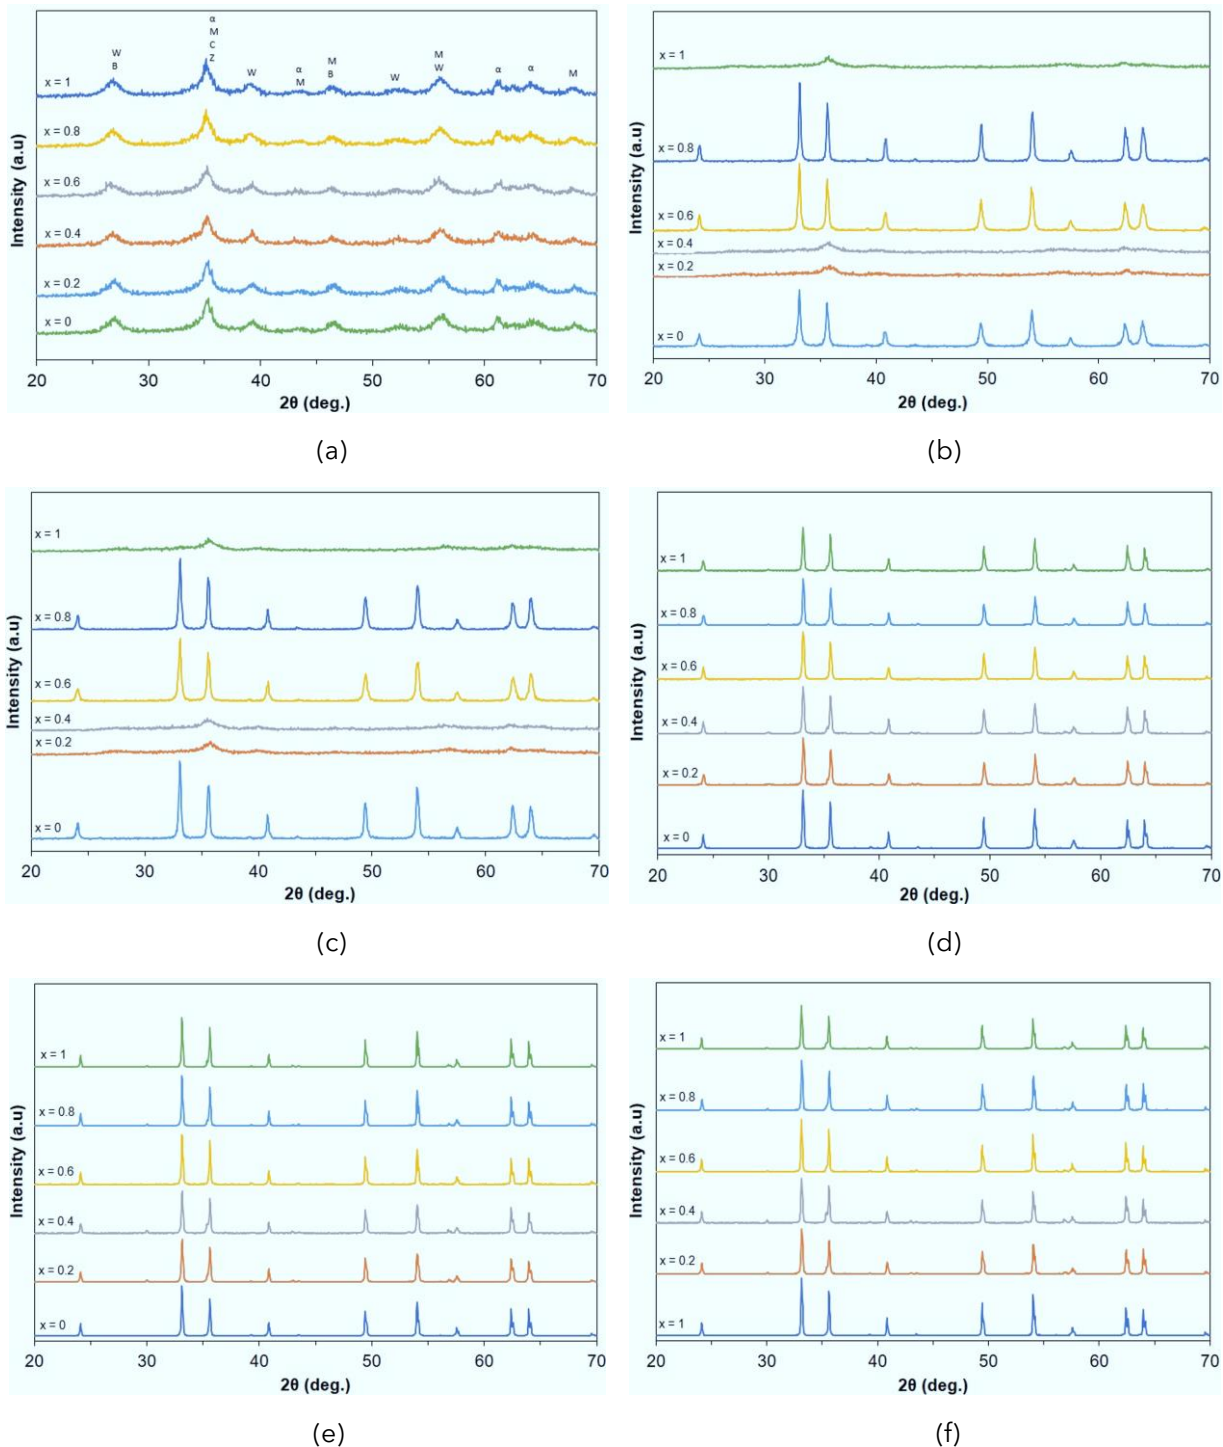 α
M
C
Z
W
B
W
α
M
M
B
W
M
W
α
α
M
x = 1
x = 0.8
x = 0.6
x = 0.4
x = 0.2
x = 0
Intensity (a.u)
20 30 40 50 60 70
2θ (deg.)
(a)
x = 1
x = 0.8
x = 0.6
x = 0.4
x = 0.2
x = 0
Intensity (a.u)
20 30 40 50 60 70
2θ (deg.)
(b)
x = 1
x = 0.8
x = 0.6
x = 0.4
x = 0.2
x = 0
Intensity (a.u)
20 30 40 50 60 70
2θ (deg.)
(c)
x = 1
x = 0.8
x = 0.6
x = 0.4
x = 0.2
x = 0
Intensity (a.u)
20 30 40 50 60 70
2θ (deg.)
(d)
x = 1
x = 0.8
x = 0.6
x = 0.4
x = 0.2
x = 0
Intensity (a.u)
20 30 40 50 60 70
2θ (deg.)
(e)
x = 1
x = 0.8
x = 0.6
x = 0.4
x = 0.2
x = 1
Intensity (a.u)
20 30 40 50 60 70
2θ (deg.)
(f)